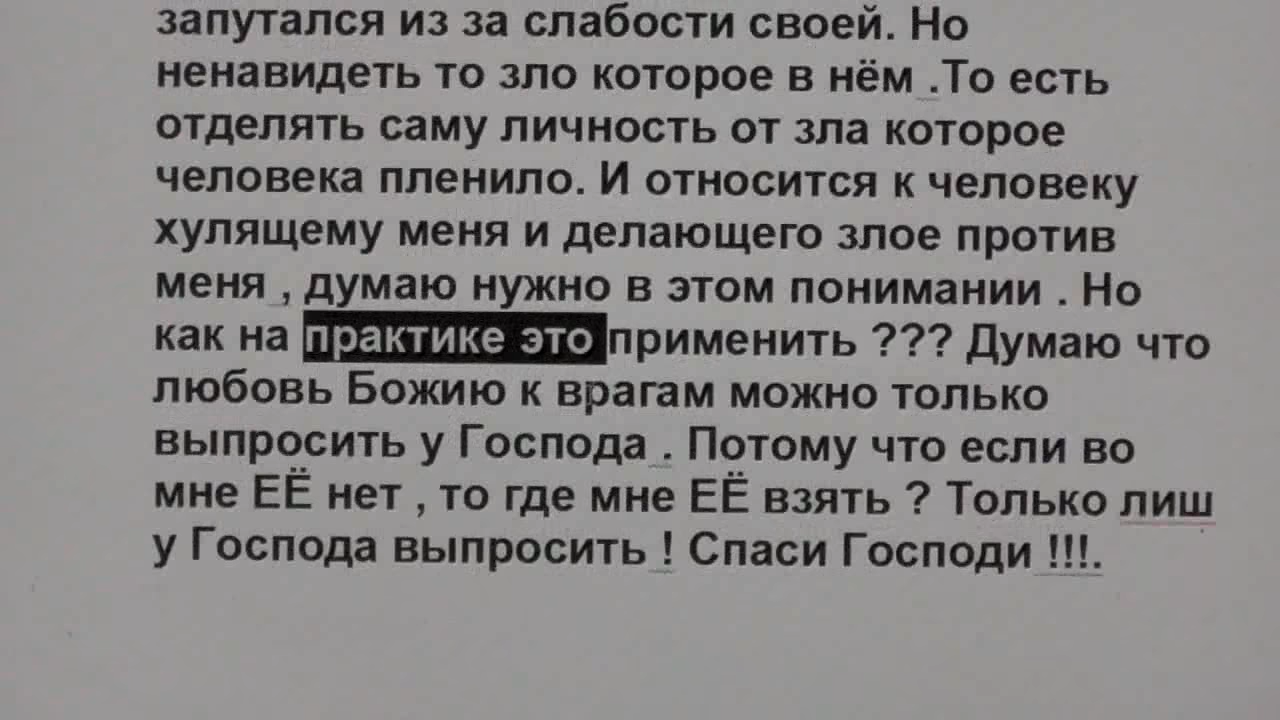 запутался из за слабости своей. Но
ненавидеть то зло которое в нём .То есть
отделять саму личность от зла которое
человека пленило. И относится к человеку
хулящему меня и делающего злое против
меня , думаю нужно в этом понимании . Но
как на практике это применить ??? Думаю что
любовь Божию к врагам можно только
выпросить у Господа . Потому что если во
мне ЕЁ нет , то где мне ЕЁ взять ? Только лиш
у Господа выпросить ! Спаси Господи !!!.